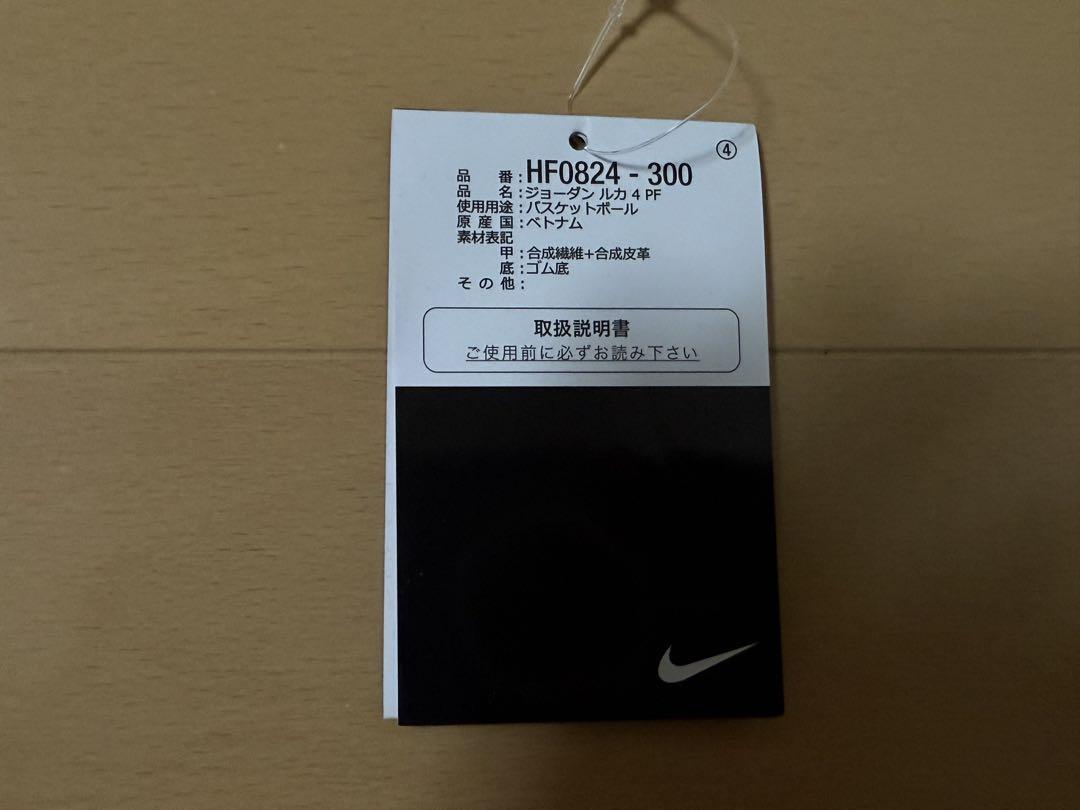 ④
品番:HF0824-300
品名:ジョーダン ルカ 4 PF
使用用途:バスケットボール
原産国:ベトナム
素材表記
甲:合成繊維+合成皮革
底:ゴム底
その他:
取扱説明書
ご使用前に必ずお読み下さい